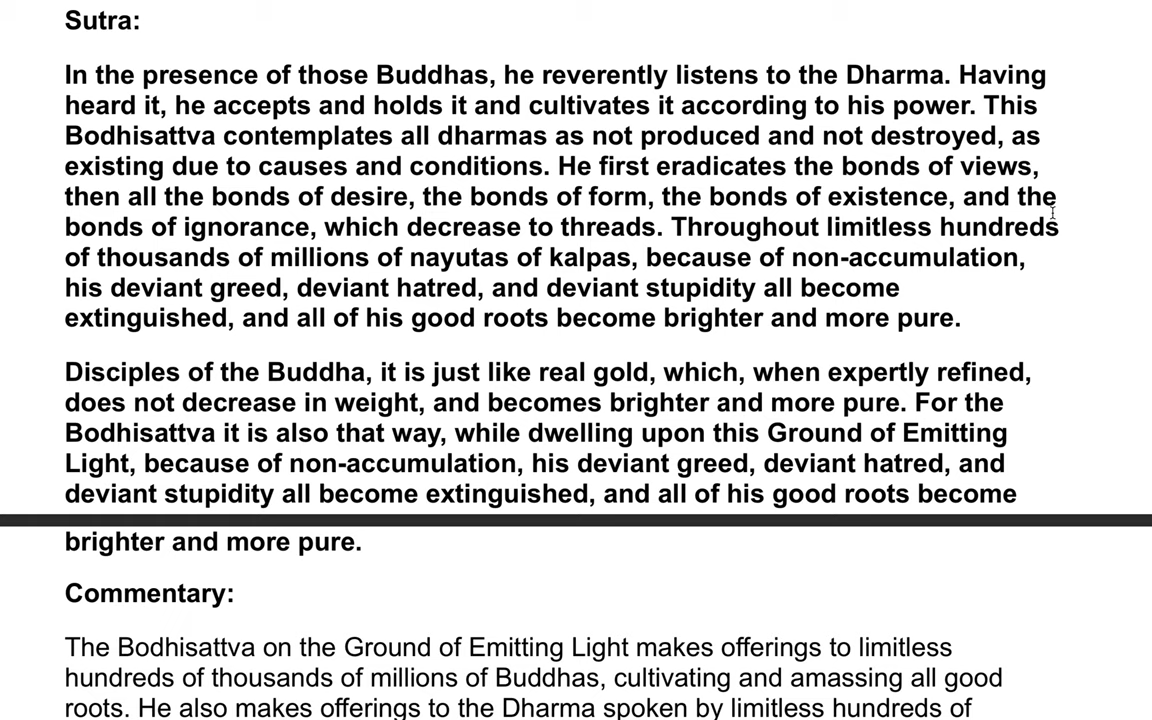 Sutra:
In the presence of those Buddhas, he reverently listens to the Dharma. Having
heard it, he accepts and holds it and cultivates it according to his power. This
Bodhisattva contemplates all dharmas as not produced and not destroyed, as
existing due to causes and conditions. He first eradicates the bonds of views,
then all the bonds of desire, the bonds of form, the bonds of existence, and the
bonds of ignorance, which decrease to threads. Throughout limitless hundreds
of thousands of millions of nayutas of kalpas, because of non-accumulation,
his deviant greed, deviant hatred, and deviant stupidity all become
extinguished, and all of his good roots become brighter and more pure.
Disciples of the Buddha, it is just like real gold, which, when expertly refined,
does not decrease in weight, and becomes brighter and more pure. For the
Bodhisattva it is also that way, while dwelling upon this Ground of Emitting
Light, because of non-accumulation, his deviant greed, deviant hatred, and
deviant stupidity all become extinguished, and all of his good roots become
brighter and more pure.
Commentary:
The Bodhisattva on the Ground of Emitting Light makes offerings to limitless
hundreds of thousands of millions of Buddhas, cultivating and amassing all good
roots. He also makes offerings to the Dharma spoken by limitless hundreds of